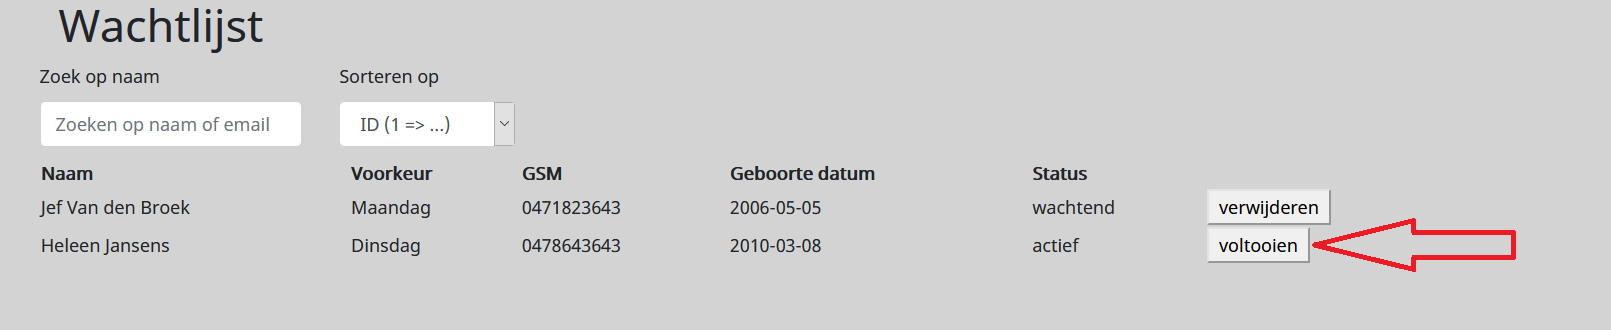 Wachtlijst
Zoek op naam Sorteren op
Zoeken op naam of email ID (1 => ...)
Naam Voorkeur GSM Geboorte datum Status
Jef Van den Broek Maandag 0471823643 2006-05-05 wachtend verwijderen
Heleen Jansens Dinsdag 0478643643 2010-03-08 actief voltooien